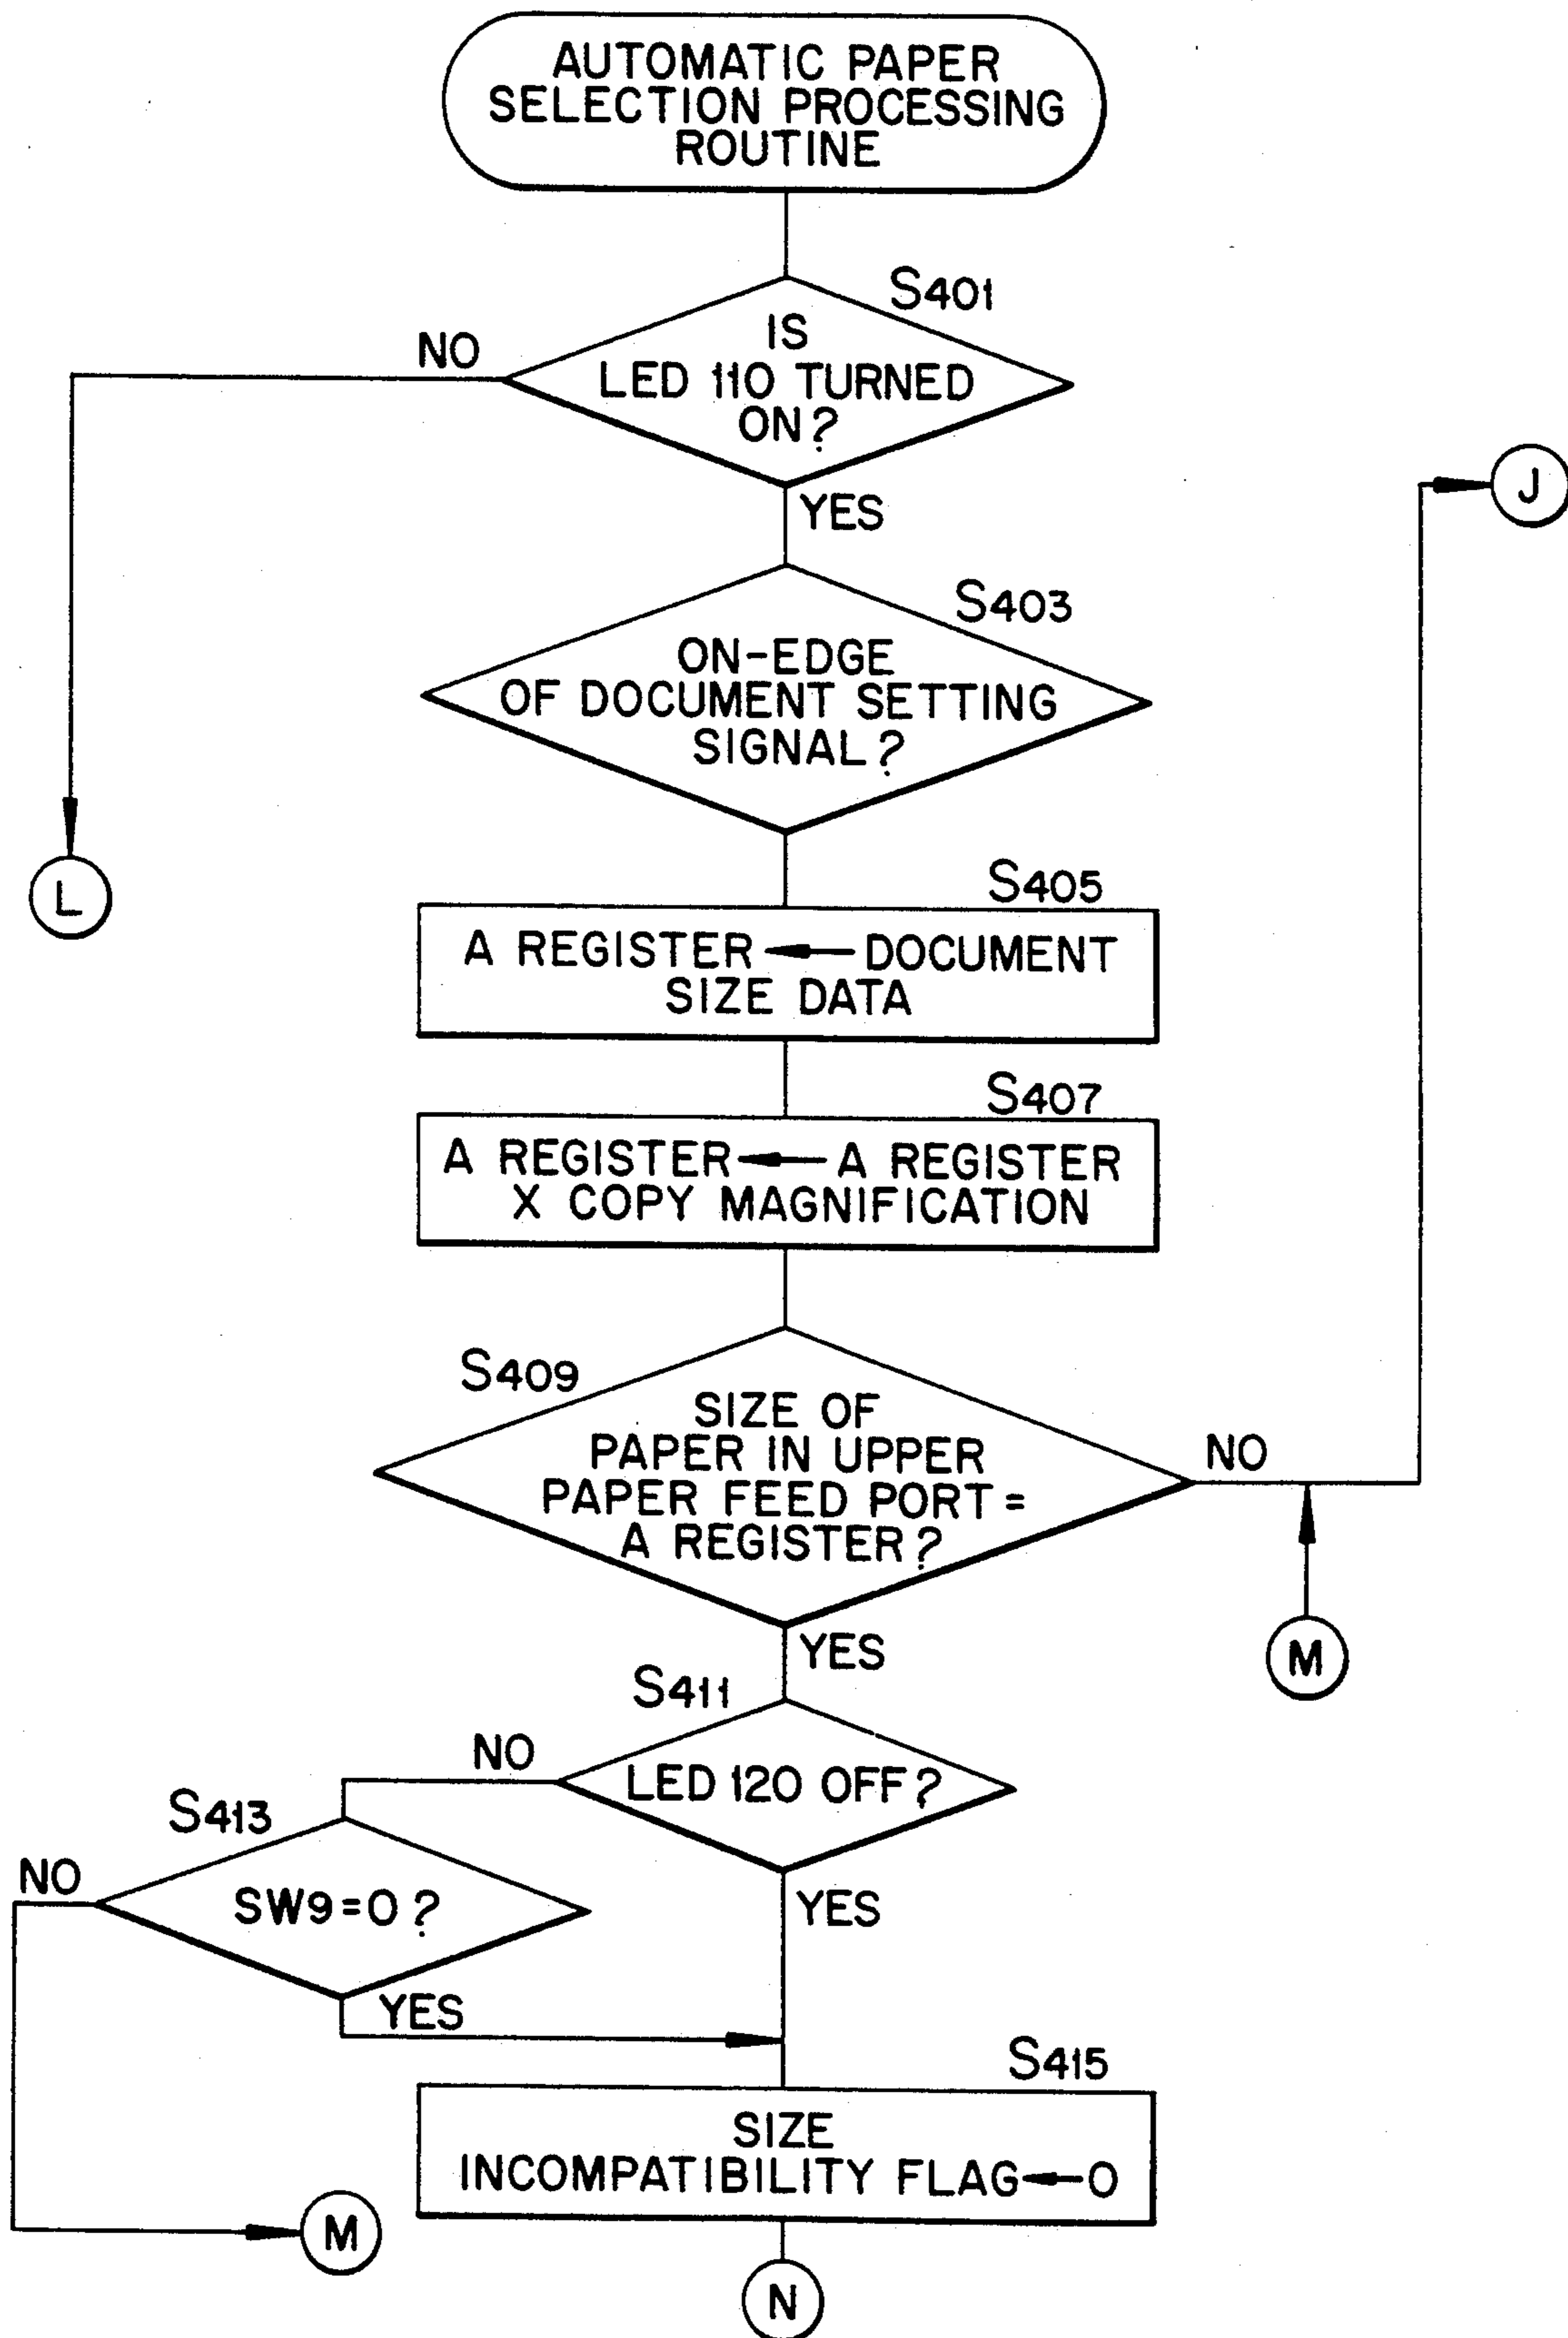 AUTOMATIC PAPER
SELECTION PROCESSING
ROUTINE
S401
IS
LED 110 TURNED
ON?
NO
YES
J
S403
ON-EDGE
OF DOCUMENT SETTING
SIGNAL?
L
S405
A REGISTER ← DOCUMENT
SIZE DATA
S407
A REGISTER ← A REGISTER
X COPY MAGNIFICATION
S409
SIZE OF
PAPER IN UPPER
PAPER FEED PORT =
A REGISTER?
NO
YES
M
S411
LED 120 OFF?
NO
YES
S413
SW9=0?
NO
YES
S415
SIZE
INCOMPATIBILITY FLAG ← 0
M
N